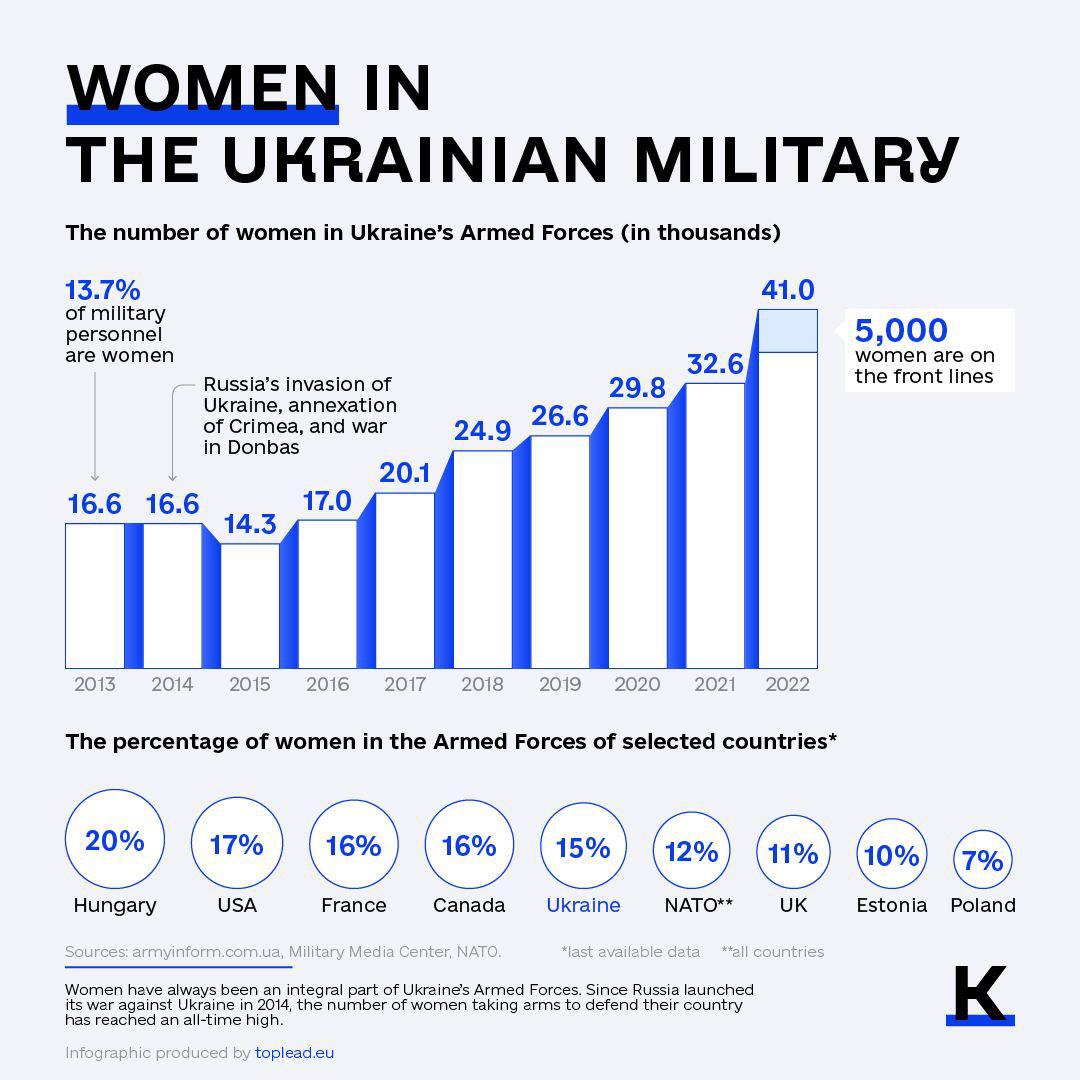 WOMEN IN
THE UKRAINIAN MILITARY
The number of women in Ukraine's Armed Forces (in thousands)
13.7%
of military
personnel
are women
Russia's invasion of
Ukraine, annexation
of Crimea, and war
in Donbas
16.6
16.6
14.3
17.0
20.1
24.9
26.6
29.8
32.6
41.0
5,000
women are on
the front lines
2013 2014 2015 2016 2017 2018 2019 2020 2021 2022
The percentage of women in the Armed Forces of selected countries*
20% 17% 16% 16% 15% 12% 11% 10% 7%
Hungary USA France Canada Ukraine NATO** UK Estonia Poland
Sources: armyinform.com.ua, Military Media Center, NATO. *last available data **all countries
Women have always been an integral part of Ukraine's Armed Forces. Since Russia launched
its war against Ukraine in 2014, the number of women taking arms to defend their country
has reached an all-time high.
K
Infographic produced by toplead.eu